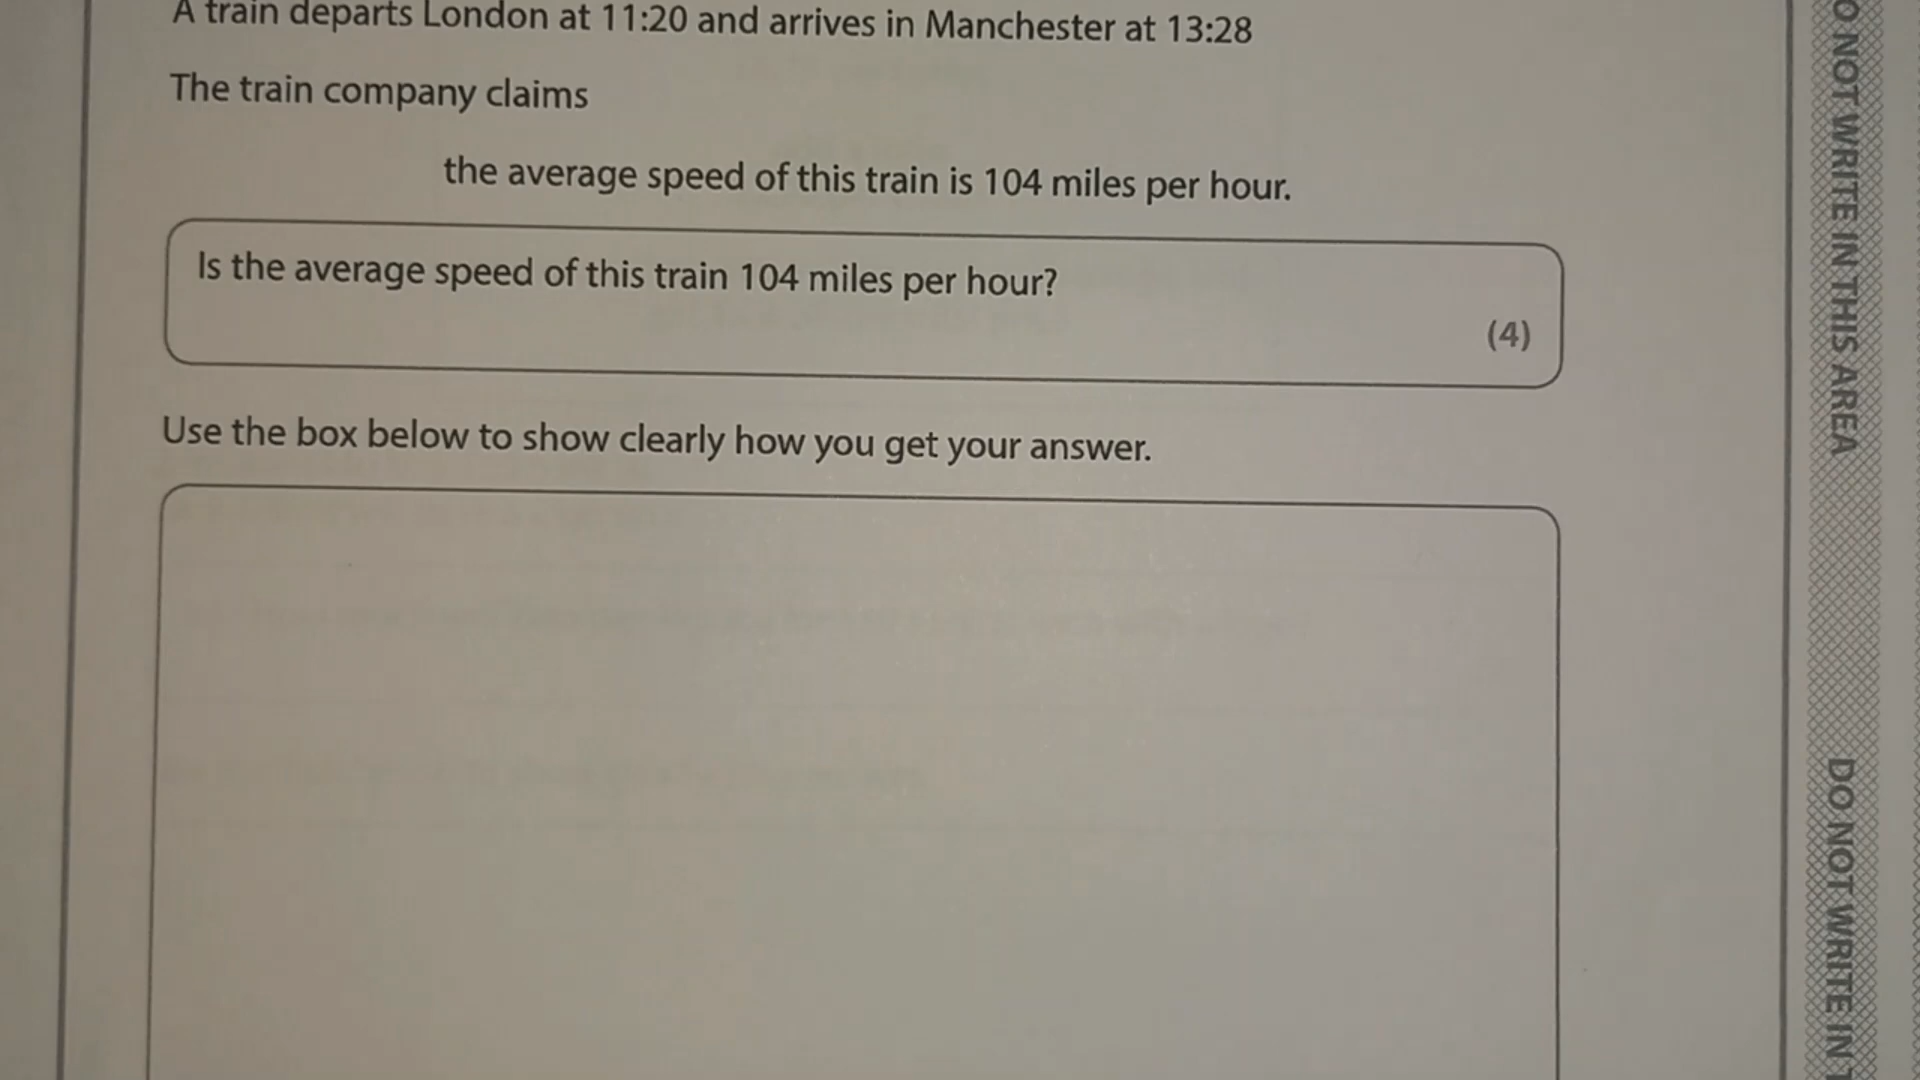 A train departs London at 11:20 and arrives in Manchester at 13:28
The train company claims
the average speed of this train is 104 miles per hour.
Is the average speed of this train 104 miles per hour?
(4)
Use the box below to show clearly how you get your answer.
O NOT WRITE IN THIS AREA
DO NOT WRITE IN T